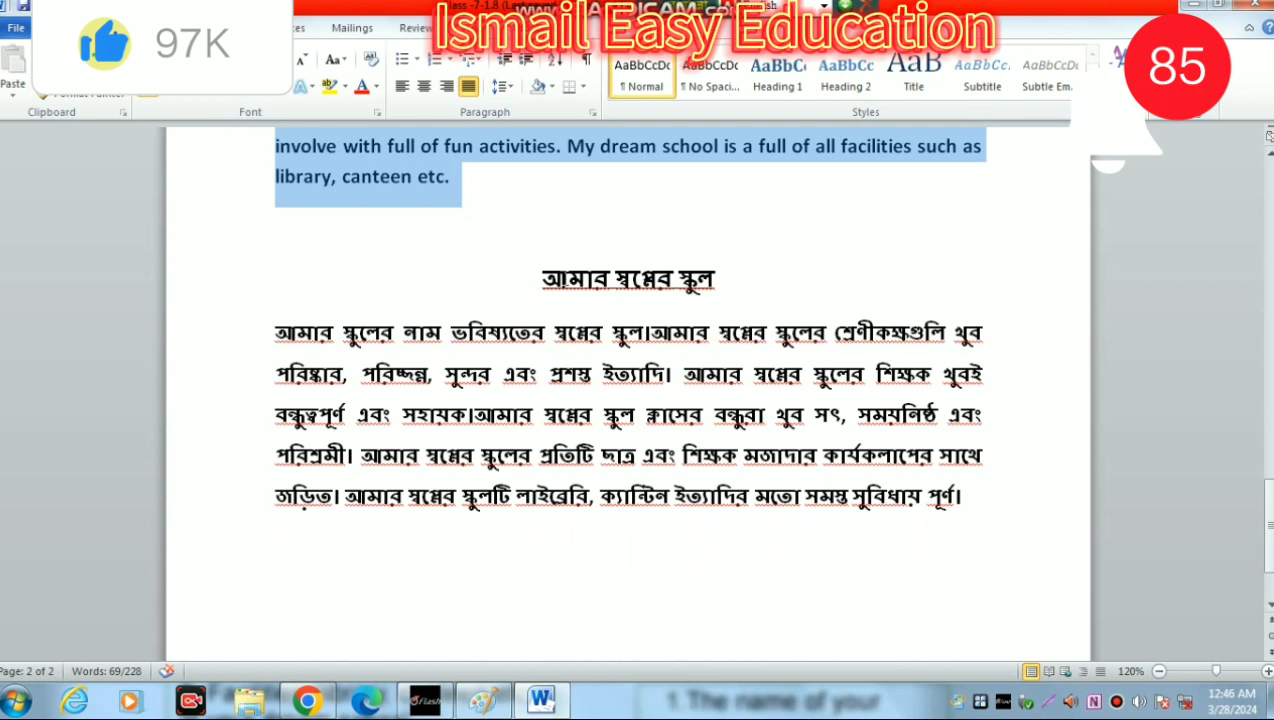 97K
Ismail Easy Education
85
File
Mailings
Paste
Clipboard
Font
Paragraph
AaBbCcDc
AaBbCcDc
AaBbC
AaBbCc
AaB
AaBbCc.
AaBbCcDc
¶ Normal
¶ No Spaci...
Heading 1
Heading 2
Title
Subtitle
Subtle Em...
Styles
involve with full of fun activities. My dream school is a full of all facilities such as
library, canteen etc.
আমার স্বপ্নের স্কুল
আমার স্কুলের নাম ভবিষ্যতের স্বপ্নের স্কুল।আমার স্বপ্নের স্কুলের শ্রেণীকক্ষগুলি খুব
পরিষ্কার, পরিচ্ছন্ন, সুন্দর এবং প্রশস্ত ইত্যাদি। আমার স্বপ্নের স্কুলের শিক্ষক খুবই
বন্ধুত্বপূর্ণ এবং সহায়ক।আমার স্বপ্নের স্কুল ক্লাসের বন্ধুরা খুব সৎ, সময়নিষ্ঠ এবং
পরিশ্রমী। আমার স্বপ্নের স্কুলের প্রতিটি ছাত্র এবং শিক্ষক মজাদার কার্যকলাপের সাথে
জড়িত। আমার স্বপ্নের স্কুলটি লাইব্রেরি, ক্যান্টিন ইত্যাদির মতো সমস্ত সুবিধায় পূর্ণ।
Page: 2 of 2
Words: 69/228
120%
1.The name of your
12:46 AM
3/28/2024